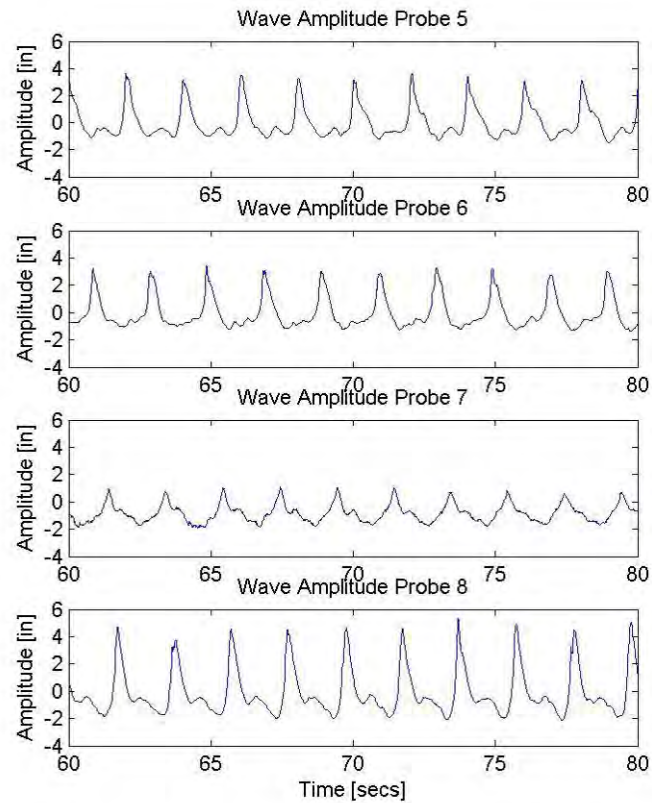 Wave Amplitude Probe 5
6
4
2
0
-2
-4
Amplitude [in]
60 65 70 75 80
Wave Amplitude Probe 6
6
4
2
0
-2
-4
Amplitude [in]
60 65 70 75 80
Wave Amplitude Probe 7
6
4
2
0
-2
-4
Amplitude [in]
60 65 70 75 80
Wave Amplitude Probe 8
6
4
2
0
-2
-4
Amplitude [in]
60 65 70 75 80
Time [secs]